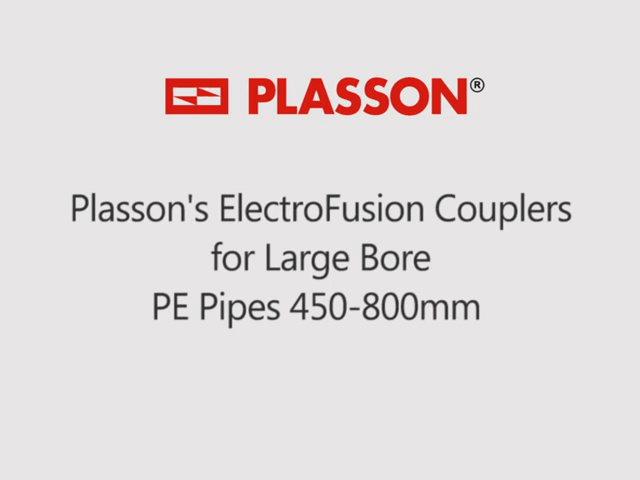 PLASSON®
Plasson's ElectroFusion Couplers
for Large Bore
PE Pipes 450-800mm